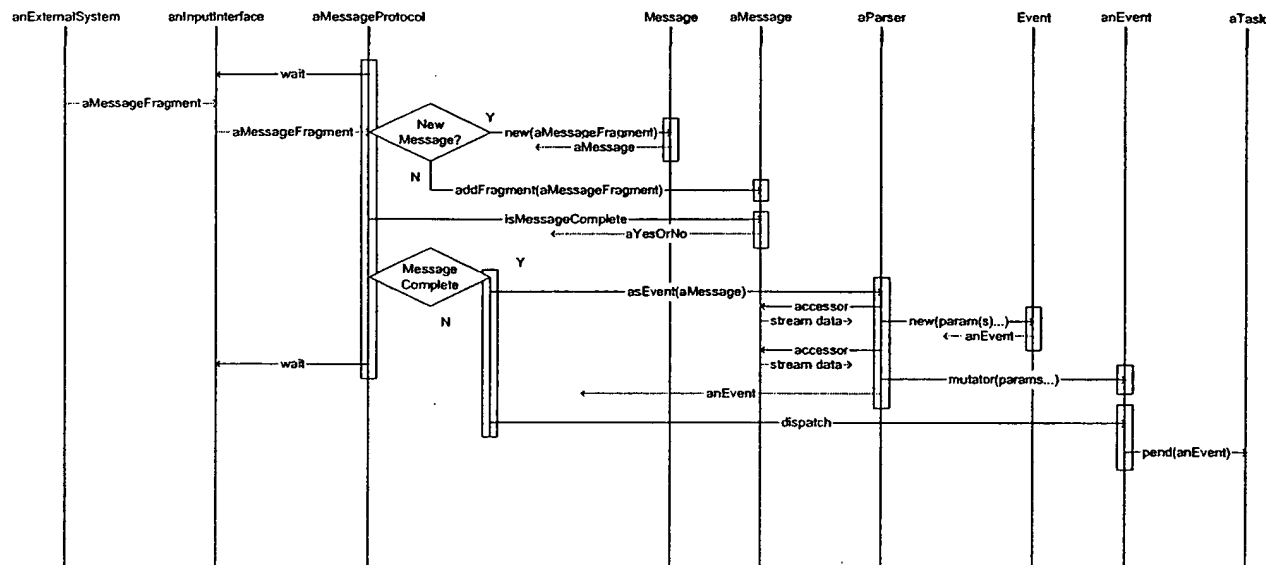 anExternalSystem anInputInterface aMessageProtocol Message aMessage aParser Event anEvent aTask
wait
aMessageFragment
aMessageFragment
New
Message?
Y
new(aMessageFragment)
aMessage
N
addFragment(aMessageFragment)
isMessageComplete
aYesOrNo
Message
Complete
Y
asEvent(aMessage)
N
accessor
stream data
new(param(s)...)
anEvent
accessor
stream data
wait
mutator(params...)
anEvent
dispatch
pend(anEvent)